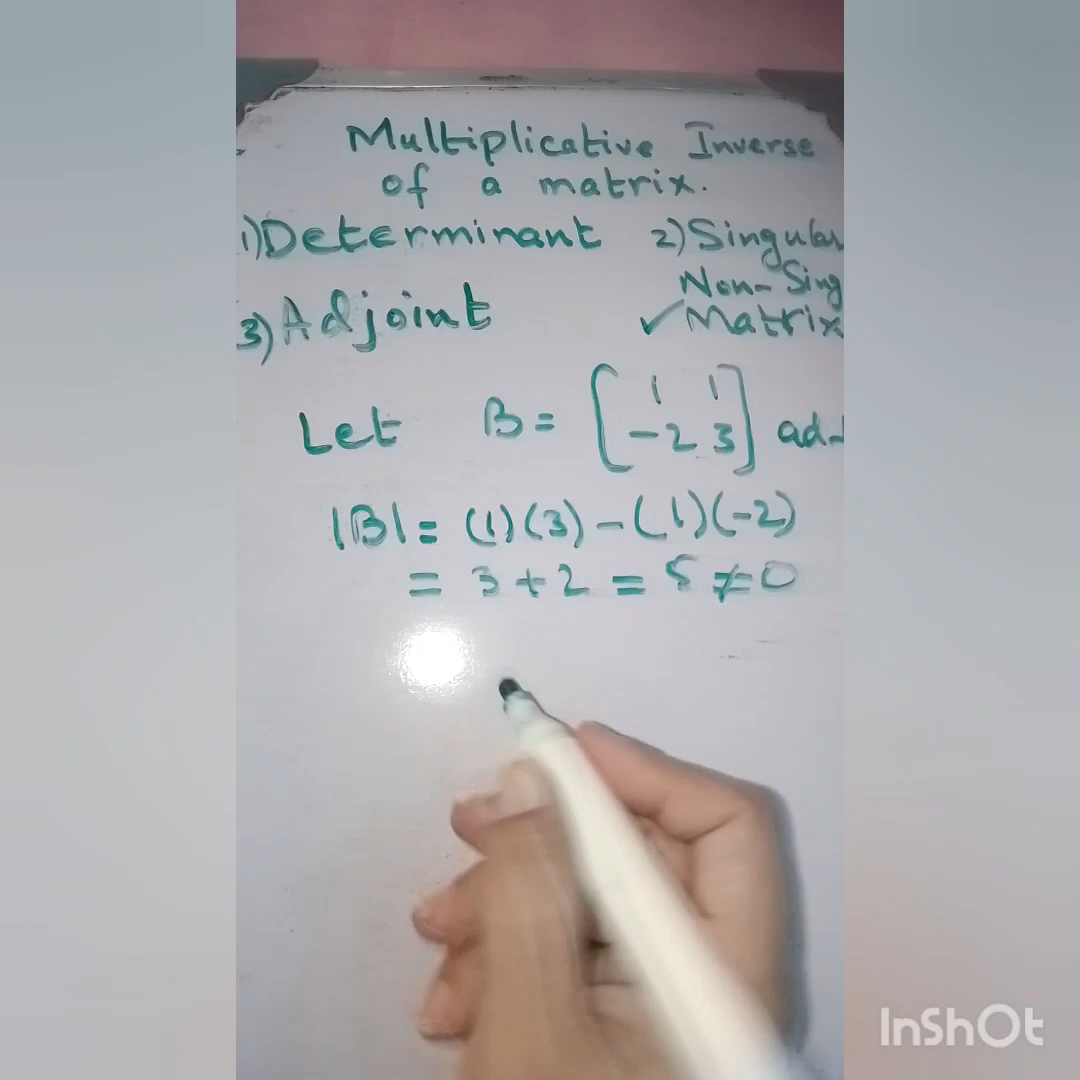 Multiplicative Inverse
of a matrix.
1) Determinant 2) Singular
Non-Sing
3) Adjoint ✓Matrix
Let B = [ 1 1
-2 3 ] ad-
|B| = (1)(3) - (1)(-2)
= 3 + 2 = 5 ≠ 0
InShOt